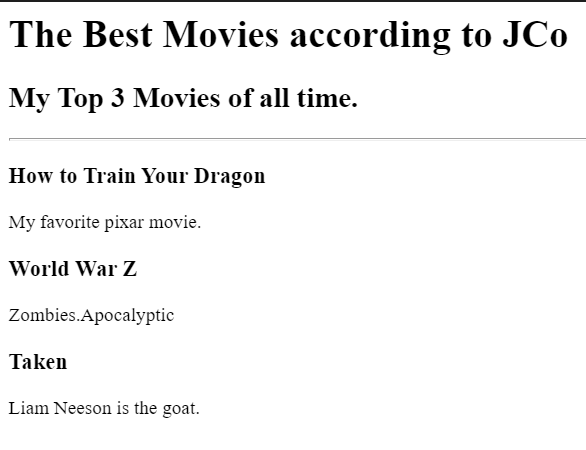 The Best Movies according to JCo
My Top 3 Movies of all time.
How to Train Your Dragon
My favorite pixar movie.
World War Z
Zombies.Apocalyptic
Taken
Liam Neeson is the goat.